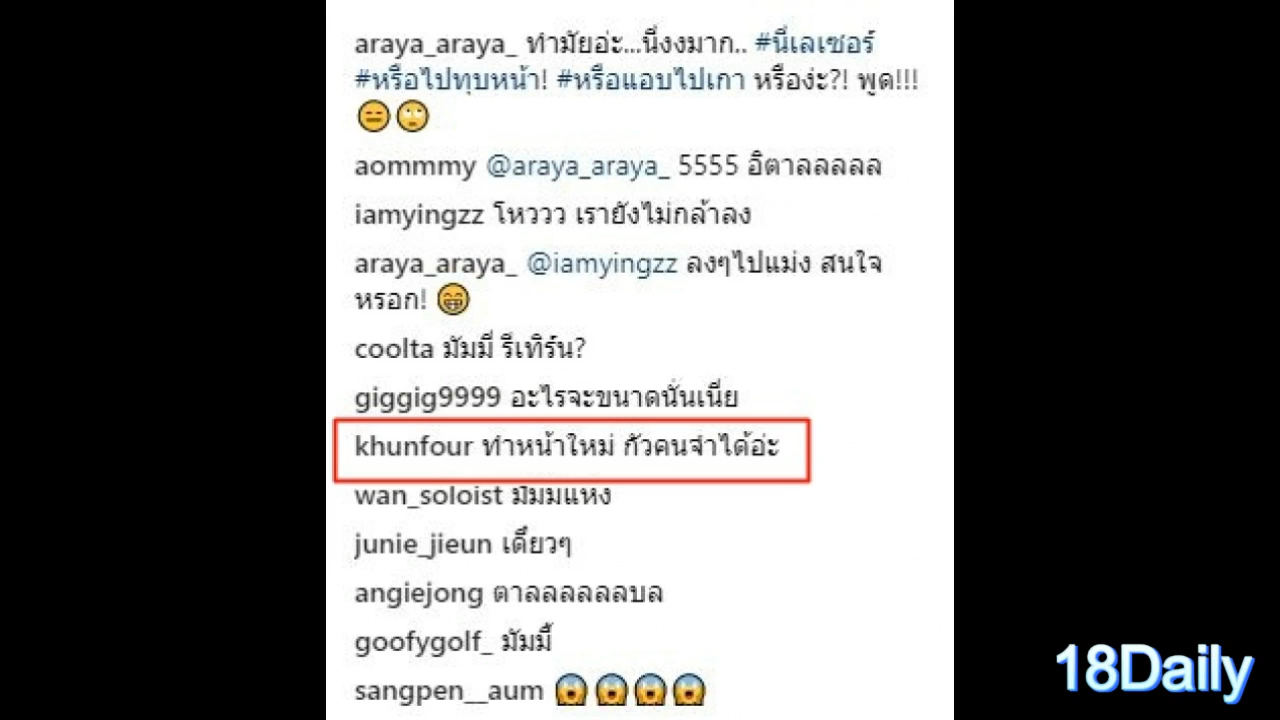 araya_araya_ ทำมัยอ่ะ...นี่งงมาก.. #นี่เลเซอร์
#หรือไปทุบหน้า! #หรือแอบไปเกา หรือง่ะ?! พูด!!!
😑🙄
aommmy @araya_araya_ 5555 อิตาลลลลล
iamyingzz โหววว เรายังไม่กล้าลง
araya_araya_ @iamyingzz ลงๆไปแม่ง สนใจ
หรอก! 😁
coolta มัมมี่ รีเทิร์น?
giggig9999 อะไรจะขนาดนั่นเนี่ย
khunfour ทำหน้าใหม่ กัวคนจำได้อ่ะ
wan_soloist มัมมแหง
junie_jieun เดี๊ยวๆ
angiejong ตาลลลลลลบล
goofygolf_ มัมมี้
sangpen__aum 😱😱😱😱
18Daily